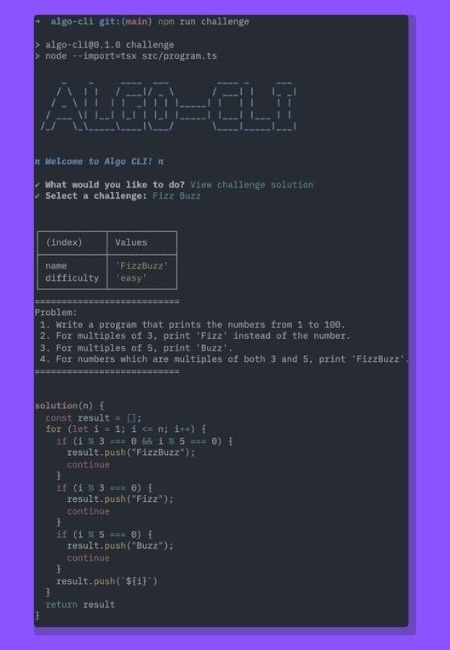 → algo-cli git:(main) npm run challenge
> algo-cli@0.1.0 challenge
> node --import=tsx src/program.ts
ALGO-CLI
π Welcome to Algo CLI! π
✔ What would you like to do? View challenge solution
✔ Select a challenge: Fizz Buzz
(index) Values
name 'FizzBuzz'
difficulty 'easy'
===========================
Problem:
1. Write a program that prints the numbers from 1 to 100.
2. For multiples of 3, print 'Fizz' instead of the number.
3. For multiples of 5, print 'Buzz'.
4. For numbers which are multiples of both 3 and 5, print 'FizzBuzz'.
===========================
solution(n) {
const result = [];
for (let i = 1; i <= n; i++) {
if (i % 3 === 0 && i % 5 === 0) {
result.push("FizzBuzz");
continue
}
if (i % 3 === 0) {
result.push("Fizz");
continue
}
if (i % 5 === 0) {
result.push("Buzz");
continue
}
result.push(`${i}`)
}
return result
}